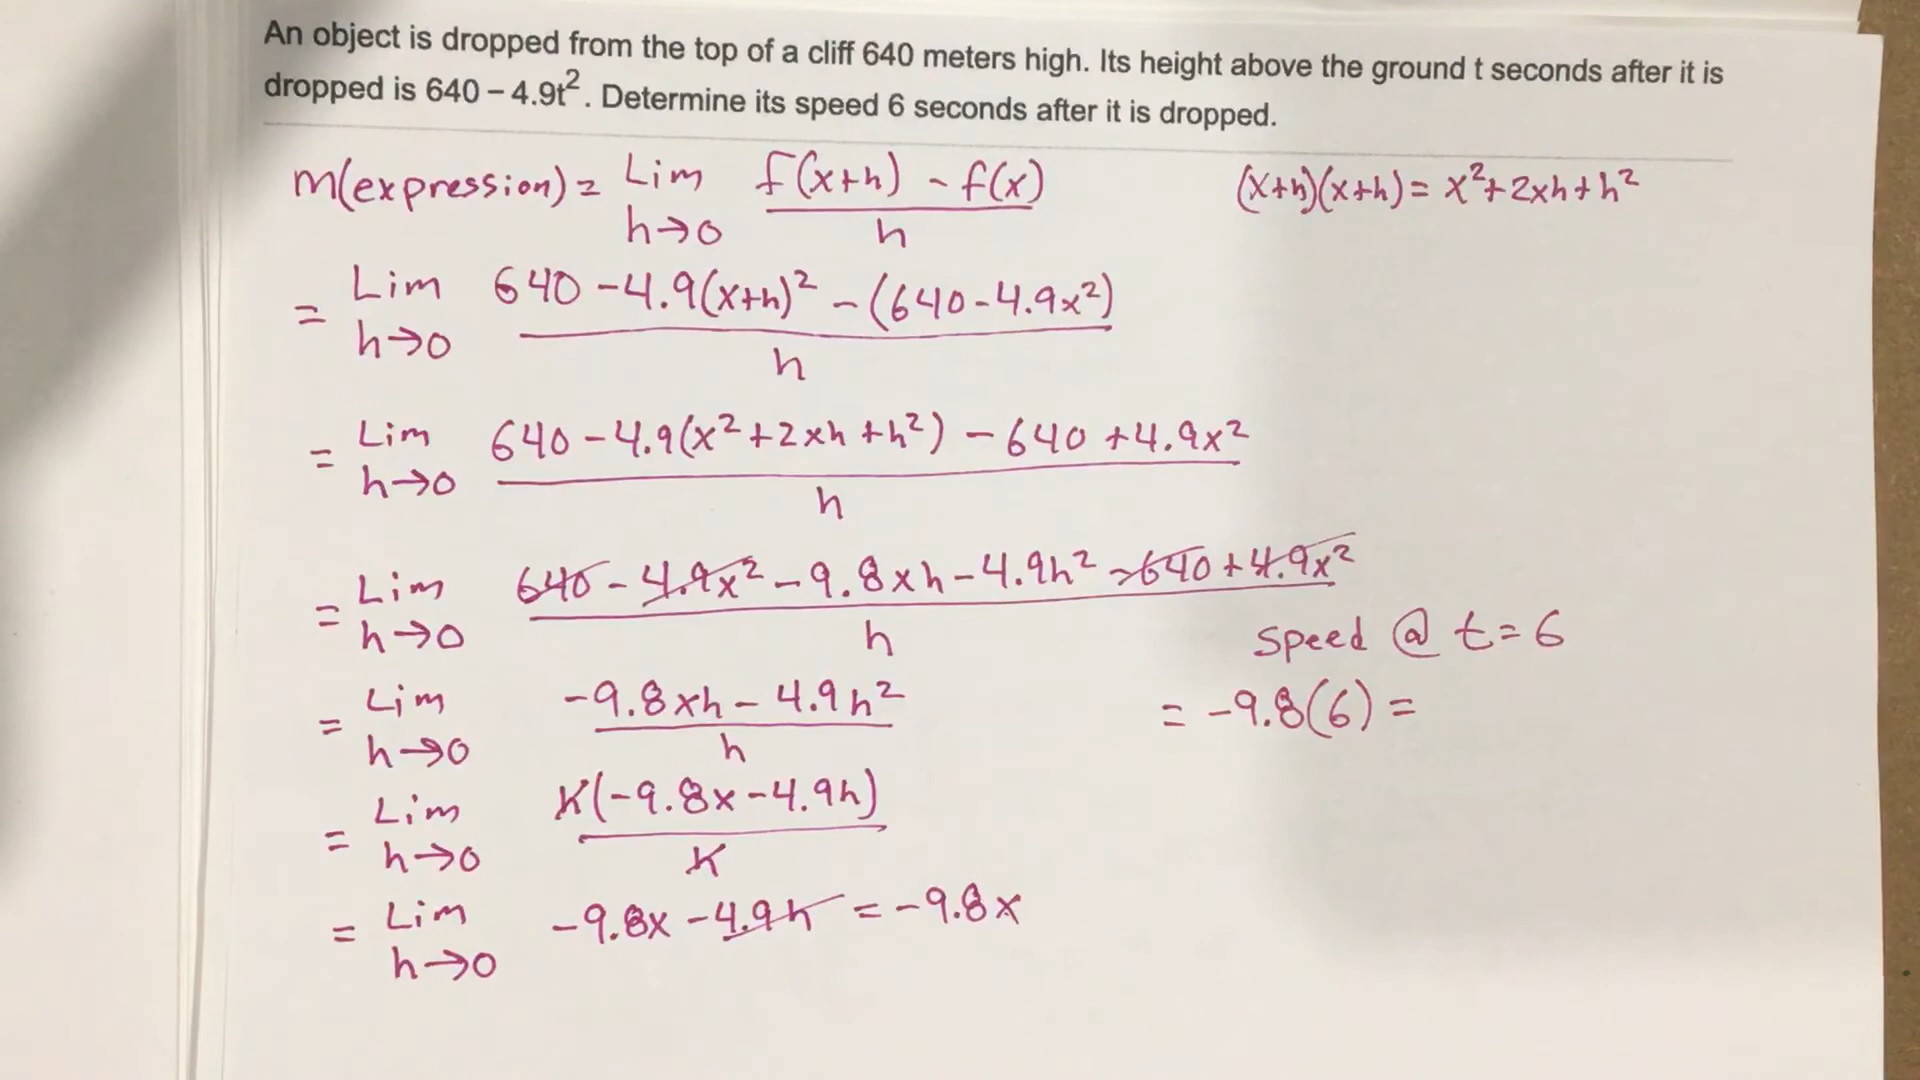 An object is dropped from the top of a cliff 640 meters high. Its height above the ground t seconds after it is
dropped is 640 – 4.9t². Determine its speed 6 seconds after it is dropped.
m(expression) = Lim h→0 f(x+h) - f(x) / h
(x+h)(x+h) = x²+2xh+h²
= Lim h→0 640 - 4.9(x+h)² - (640 - 4.9x²) / h
= Lim h→0 640 - 4.9(x²+2xh+h²) - 640 + 4.9x² / h
= Lim h→0 640 - 4.9x² - 9.8xh - 4.9h² - 640 + 4.9x² / h
Speed @ t = 6
= Lim h→0 -9.8xh - 4.9h² / h
= -9.8(6) =
= Lim h→0 h(-9.8x - 4.9h) / h
= Lim h→0 -9.8x - 4.9h = -9.8x